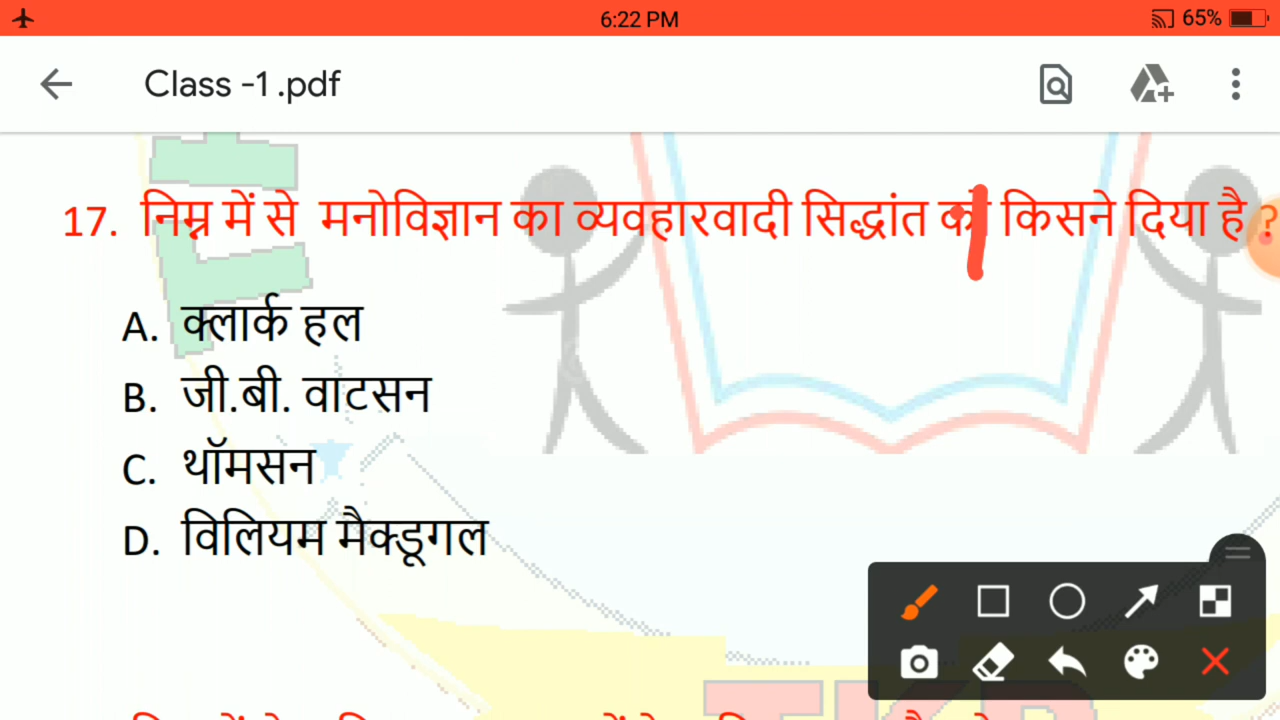 6:22 PM
65%
Class -1 .pdf
17. निम्न में से मनोविज्ञान का व्यवहारवादी सिद्धांत को किसने दिया है ?
A. क्लार्क हल
B. जी.बी. वाटसन
C. थॉमसन
D. विलियम मैक्डूगल